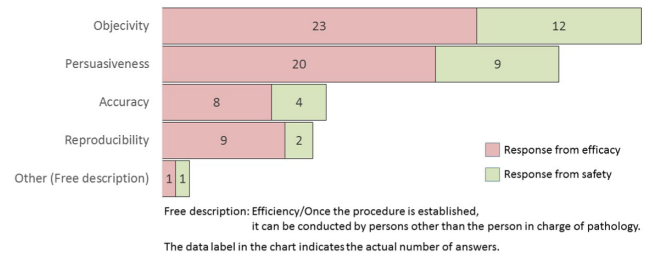 Objecivity 23 12
Persuasiveness 20 9
Accuracy 8 4
Reproducibility 9 2
Response from efficacy
Response from safety
Other (Free description) 1 1
Free description: Efficiency/Once the procedure is established,
it can be conducted by persons other than the person in charge of pathology.
The data label in the chart indicates the actual number of answers.